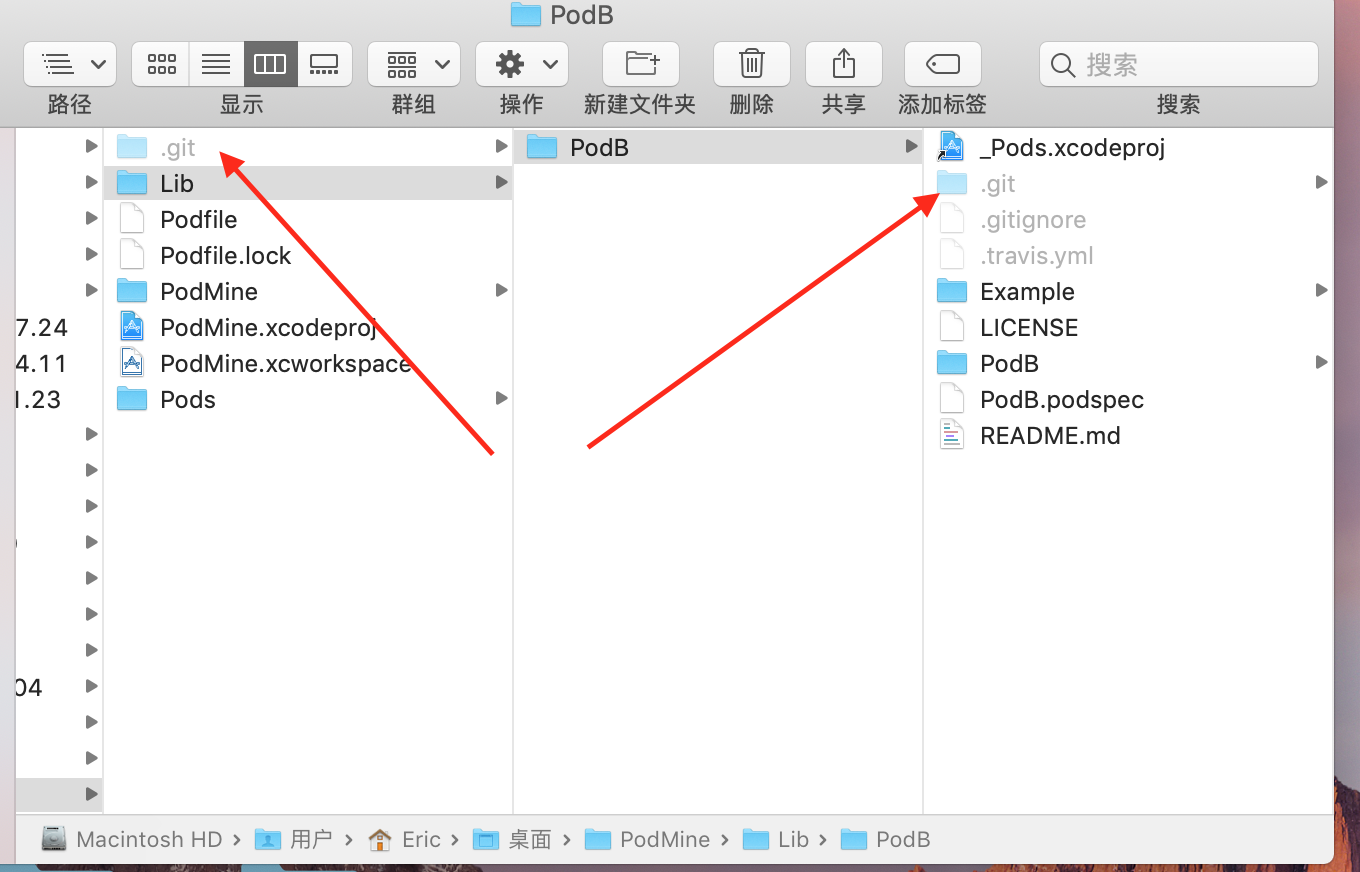 PodB
路径
显示
群组
操作
新建文件夹
删除
共享
添加标签
搜索
搜索
7.24
4.11
1.23
04
.git
Lib
Podfile
Podfile.lock
PodMine
PodMine.xcodeproj
PodMine.xcworkspace
Pods
PodB
_Pods.xcodeproj
.git
.gitignore
.travis.yml
Example
LICENSE
PodB
PodB.podspec
README.md
Macintosh HD › 用户 › Eric › 桌面 › PodMine › Lib › PodB